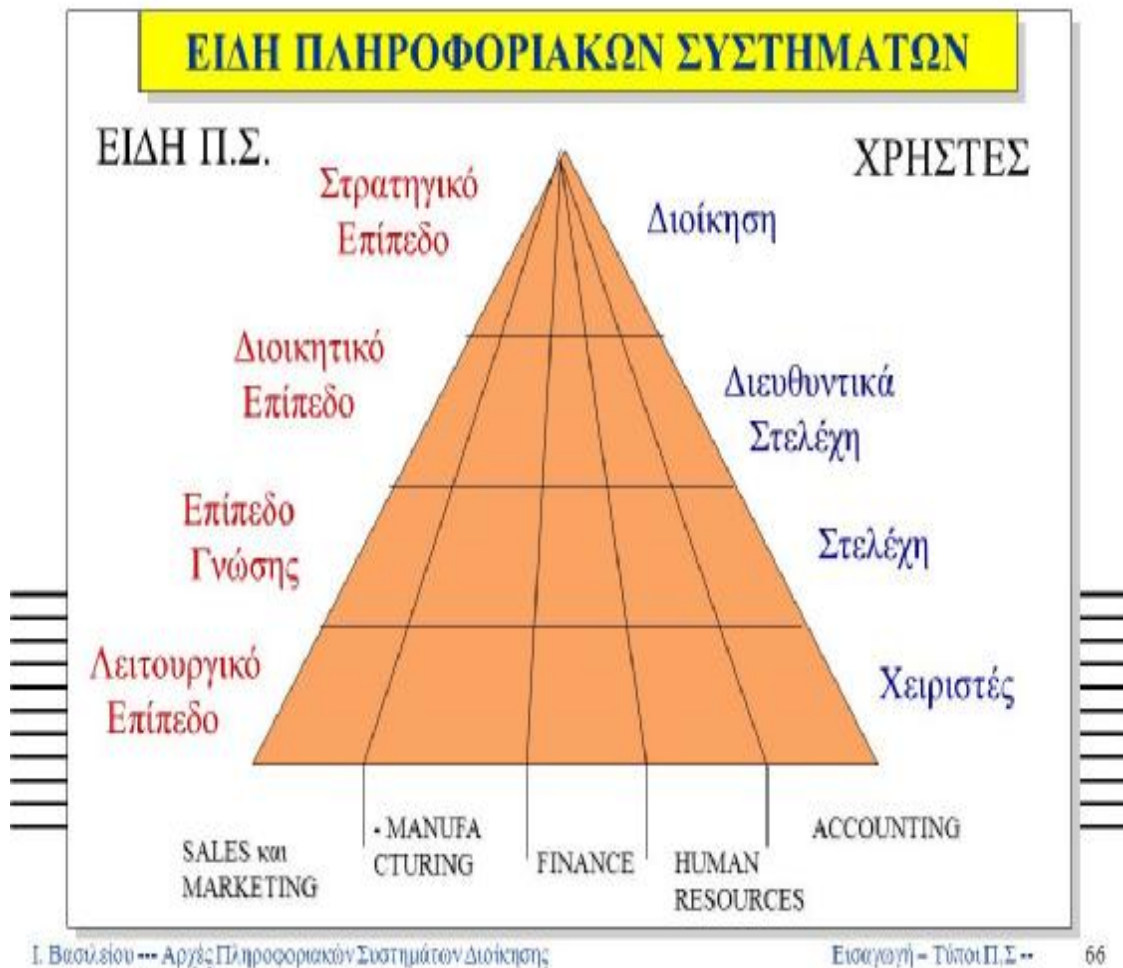 ΕΙΔΗ ΠΛΗΡΟΦΟΡΙΑΚΩΝ ΣΥΣΤΗΜΑΤΩΝ
ΕΙΔΗ Π.Σ.
ΧΡΗΣΤΕΣ
Στρατηγικό
Επίπεδο
Διοίκηση
Διοικητικό
Επίπεδο
Διευθυντικά
Στελέχη
Επίπεδο
Γνώσης
Στελέχη
Λειτουργικό
Επίπεδο
Χειριστές
SALES και
MARKETING
- MANUFA
CTURING
FINANCE
HUMAN
RESOURCES
ACCOUNTING
Ι. Βασιλείου --- Αρχές Πληροφοριακών Συστημάτων Διοίκησης
Εισαγωγή – Τύποι Π.Σ --
66